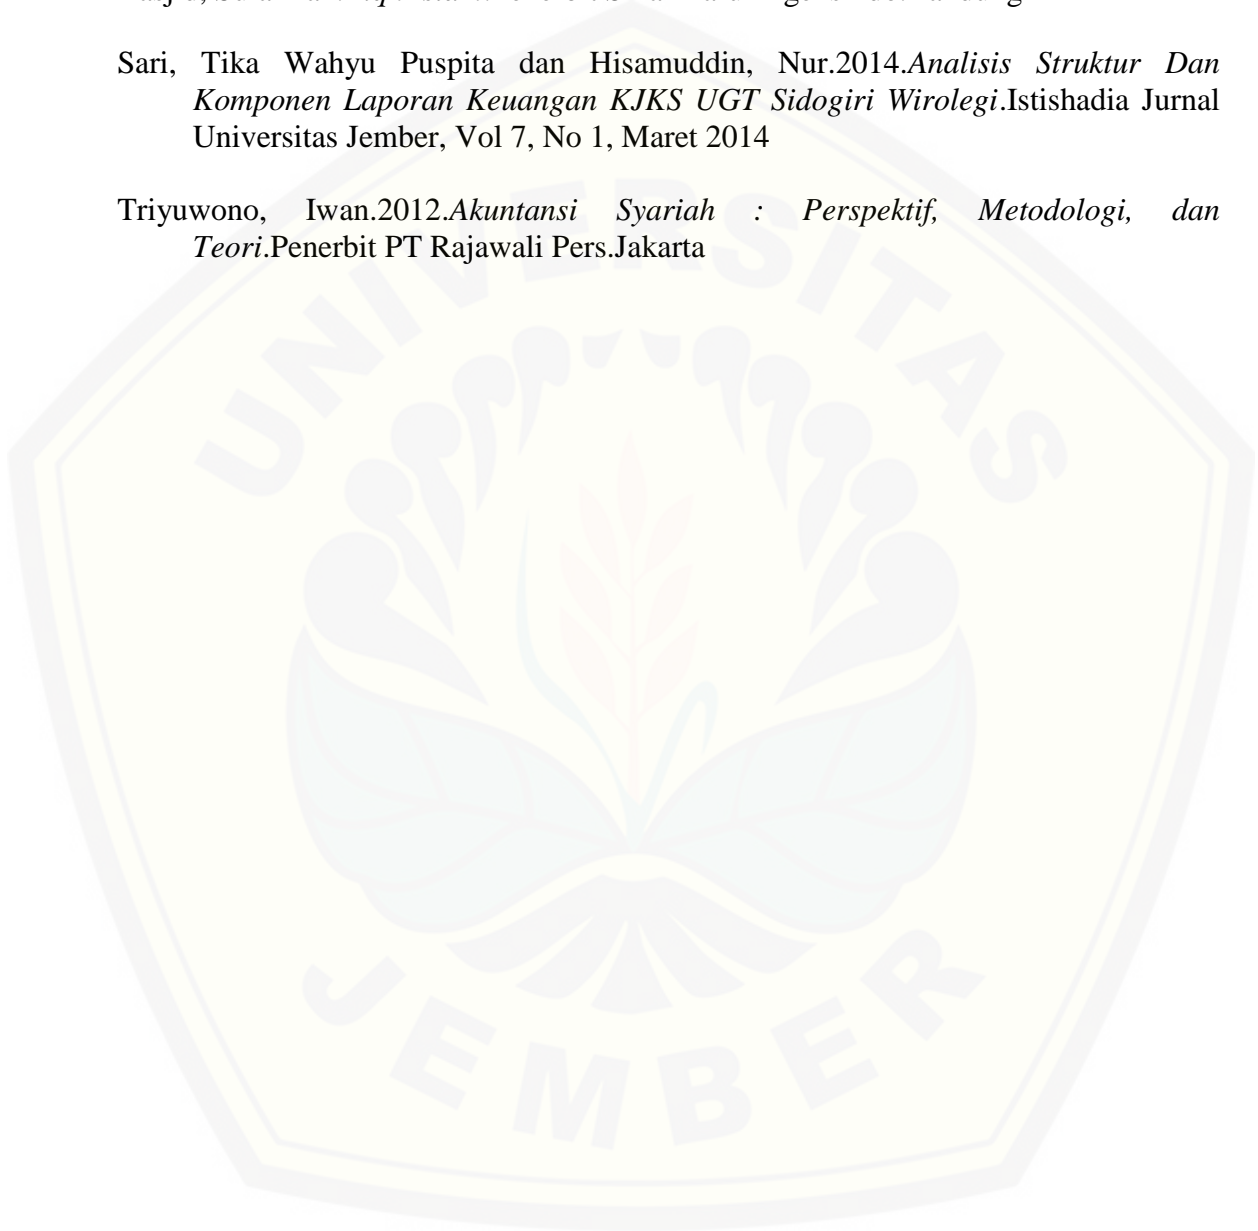 Sari, Tika Wahyu Puspita dan Hisamuddin, Nur.2014.Analisis Struktur Dan
Komponen Laporan Keuangan KJKS UGT Sidogiri Wirolegi.Istishadia Jurnal
Universitas Jember, Vol 7, No 1, Maret 2014
Triyuwono, Iwan.2012.Akuntansi Syariah : Perspektif, Metodologi, dan
Teori.Penerbit PT Rajawali Pers.Jakarta
UNIVERSITAS
JEMBER